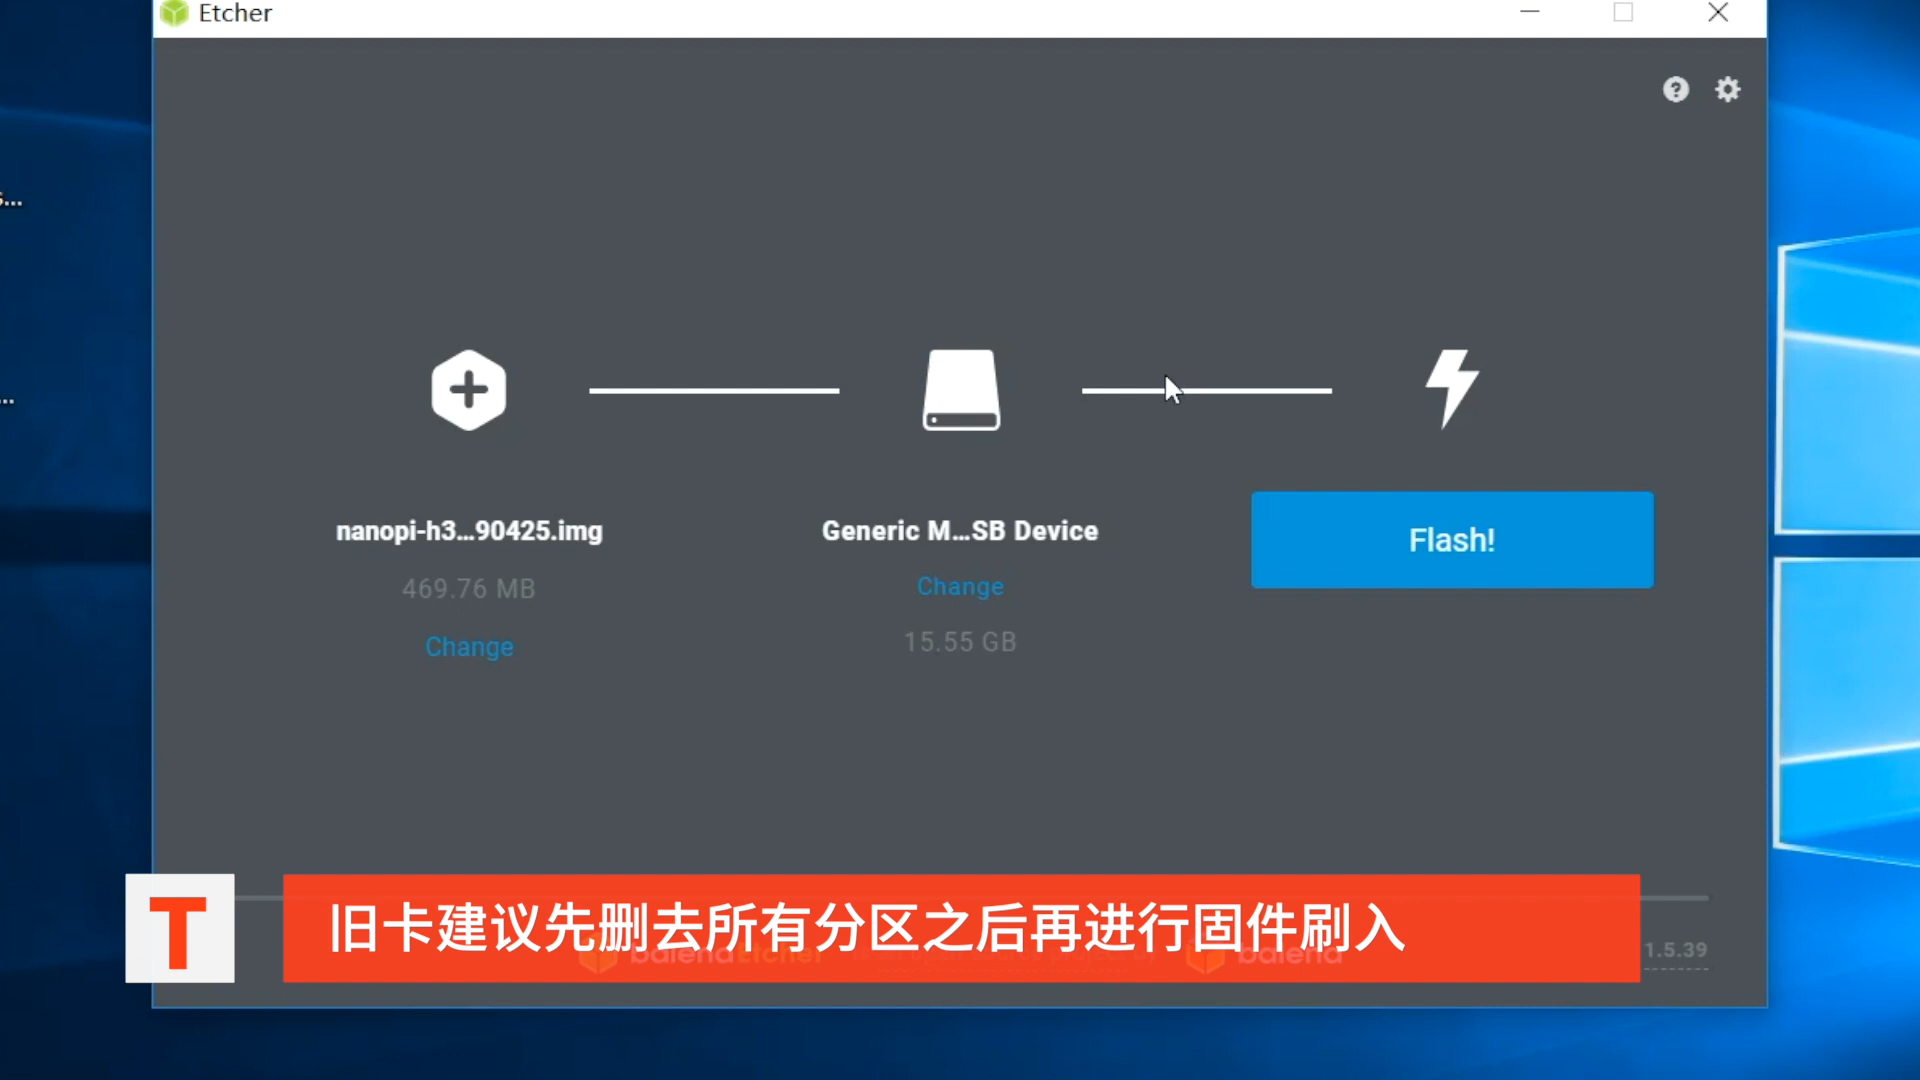 Etcher
s...
...
nanopi-h3...90425.img
469.76 MB
Change
Generic M...SB Device
Change
15.55 GB
Flash!
T
旧卡建议先删去所有分区之后再进行固件刷入
balenaEtcher
balena
1.5.39